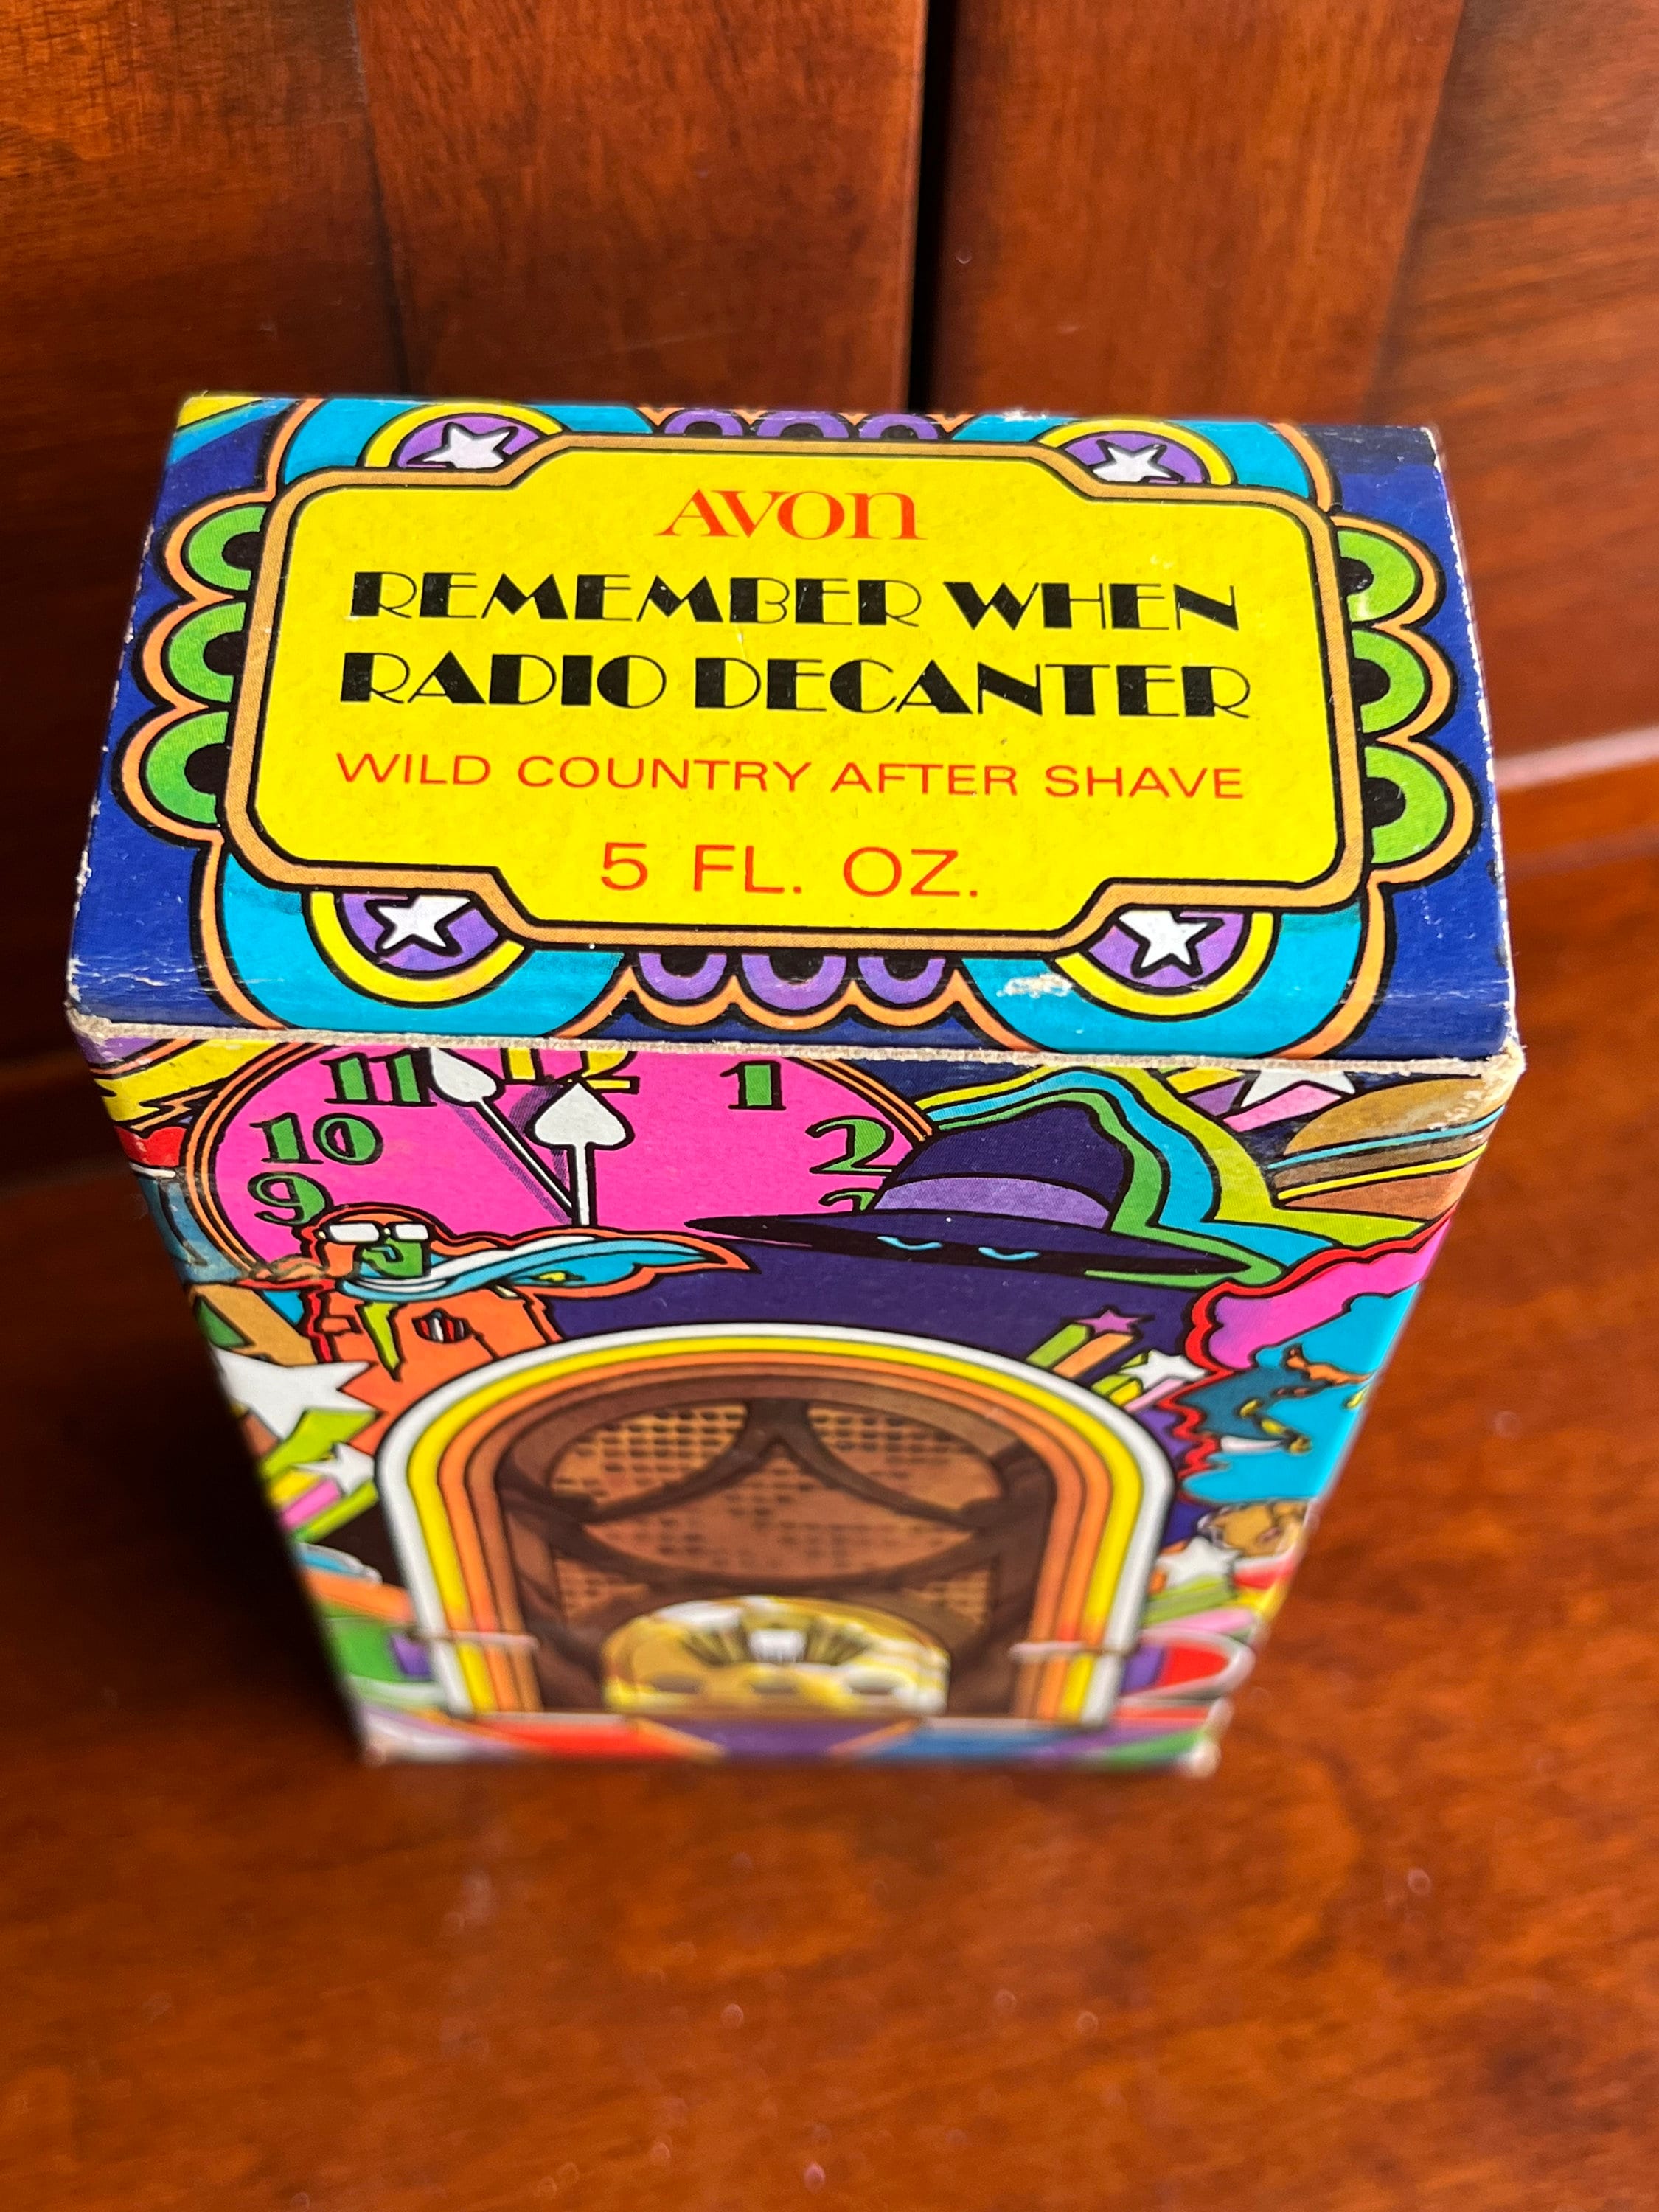 AVON
REMEMBER WHEN
RADIO DECANTER
WILD COUNTRY AFTER SHAVE
5 FL. OZ.
11 12 1
10 2
9